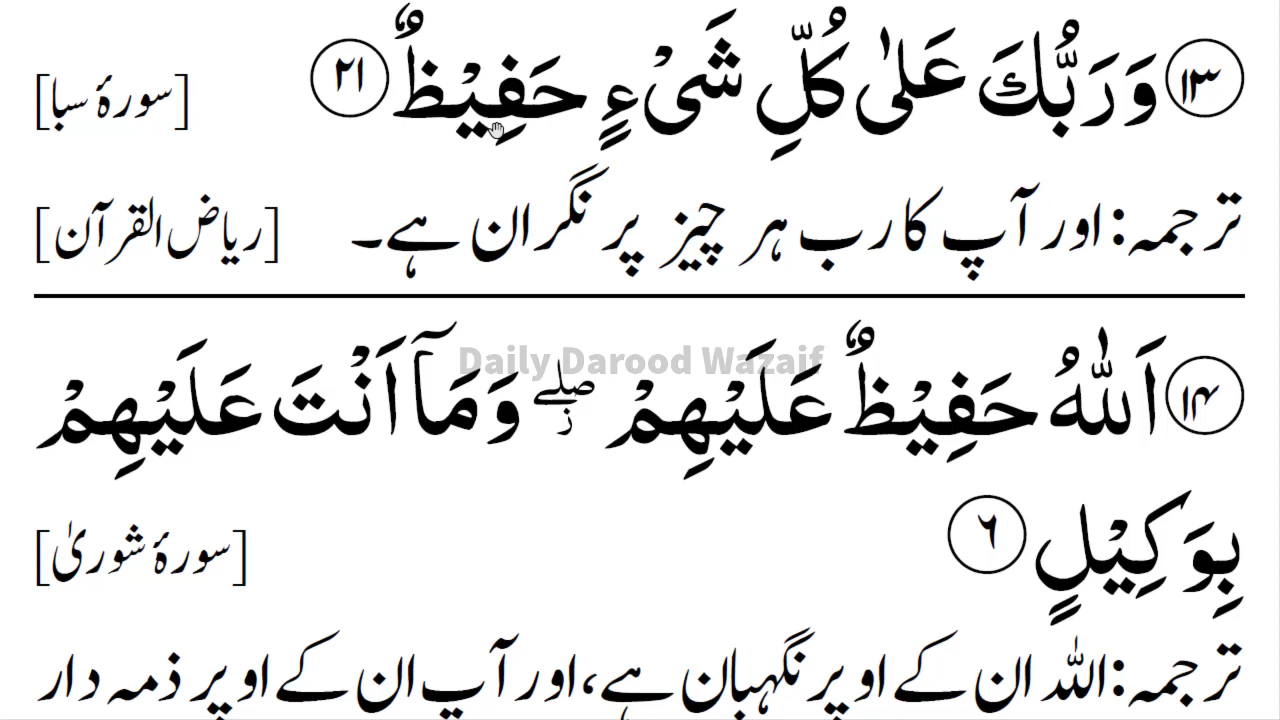 ۱۳ وَرَبُّكَ عَلٰى كُلِّ شَىْءٍ حَفِيْظٌ ۲۱ [سورۂ سبا]
ترجمہ: اور آپ کا رب ہر چیز پر نگران ہے۔ [ریاض القرآن]
۱۴ اَللّٰهُ حَفِيْظٌ عَلَيْهِمْ ۖ ز وَمَآ اَنْتَ عَلَيْهِمْ
Daily Darood Wazaif
بِوَكِيْلٍ ۶ [سورۂ شوریٰ]
ترجمہ: اللہ ان کے اوپر نگہبان ہے، اور آپ ان کے اوپر ذمہ دار